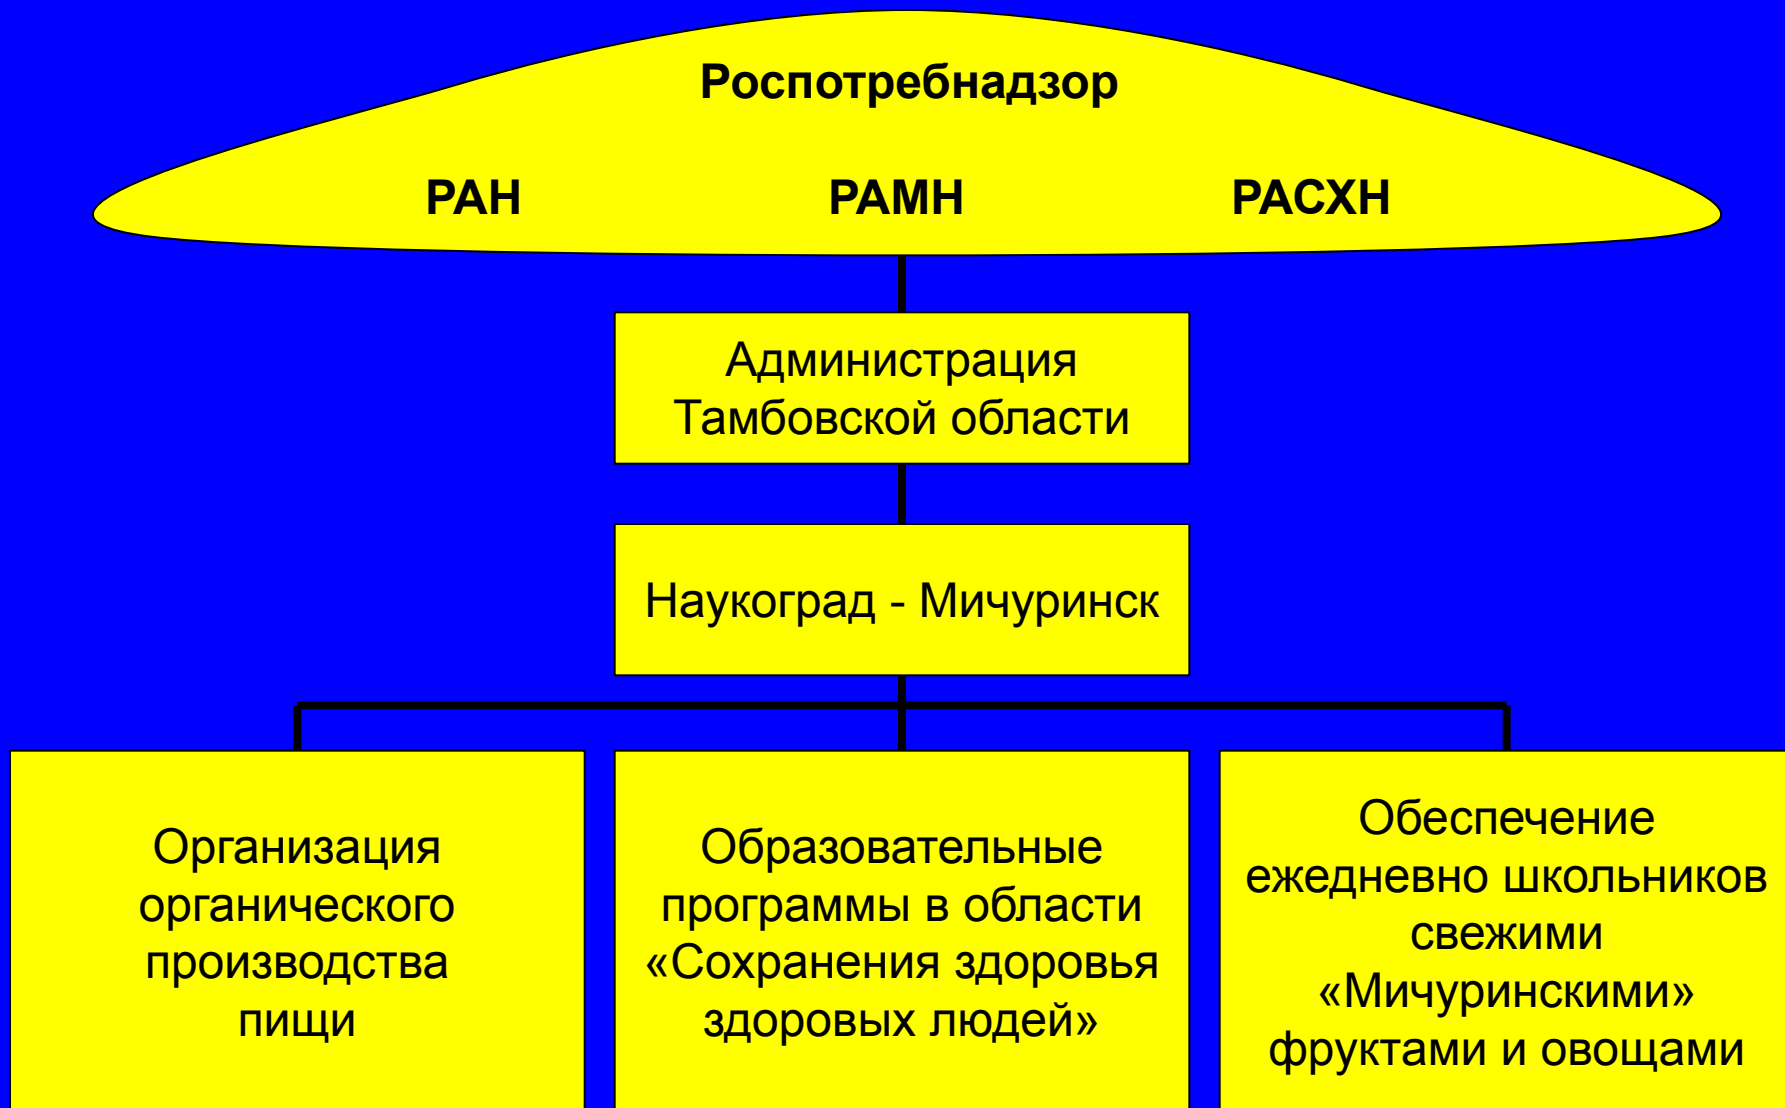 Роспотребнадзор
РАН РАМН РАСХН
Администрация
Тамбовской области
Наукоград - Мичуринск
Организация
органического
производства
пищи
Образовательные
программы в области
«Сохранения здоровья
здоровых людей»
Обеспечение
ежедневно школьников
свежими
«Мичуринскими»
фруктами и овощами